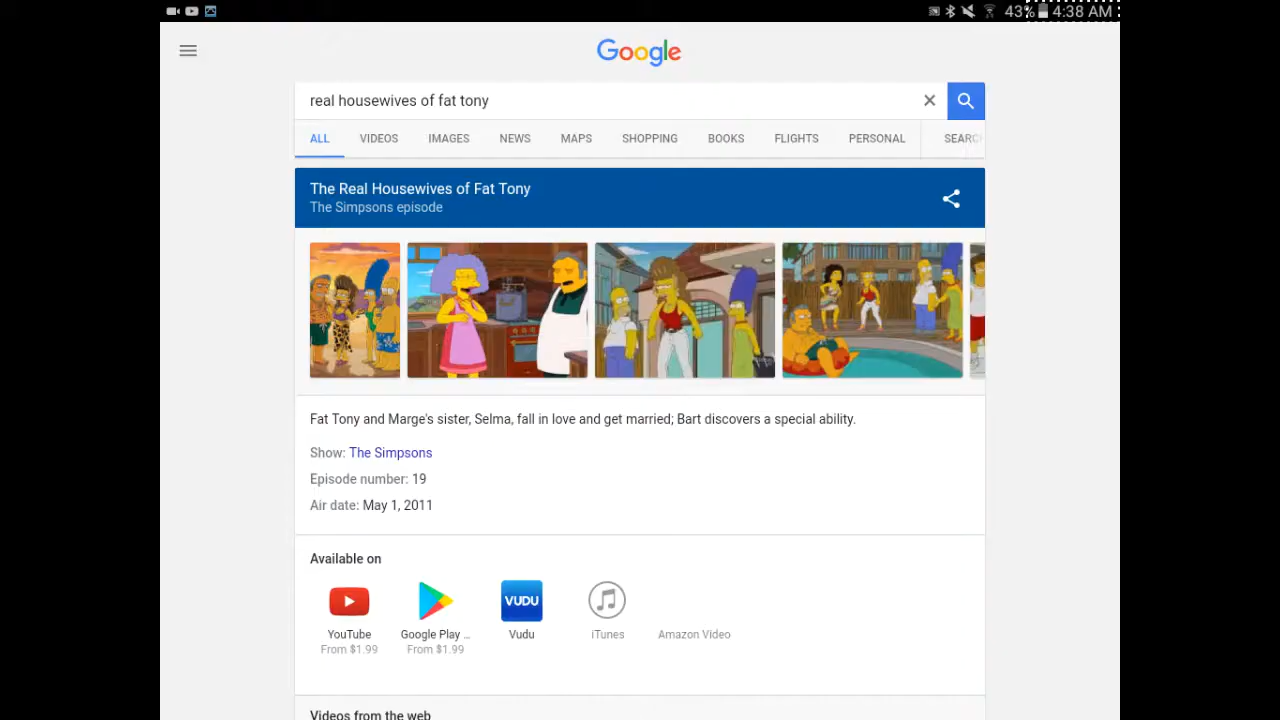 43% 4:38 AM
Google
real housewives of fat tony
ALL VIDEOS IMAGES NEWS MAPS SHOPPING BOOKS FLIGHTS PERSONAL SEARC
The Real Housewives of Fat Tony
The Simpsons episode
Fat Tony and Marge's sister, Selma, fall in love and get married; Bart discovers a special ability.
Show: The Simpsons
Episode number: 19
Air date: May 1, 2011
Available on
VUDU
YouTube Google Play ... Vudu iTunes Amazon Video
From $1.99 From $1.99
Videos from the web